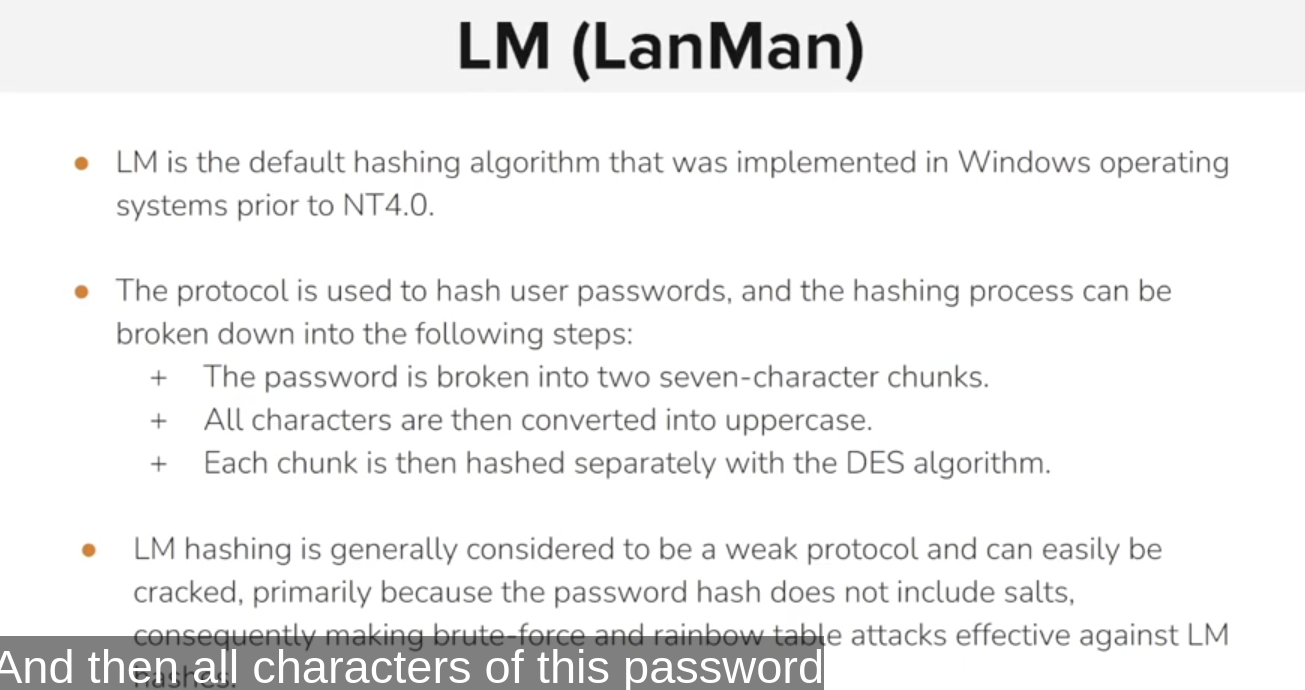 LM (LanMan)
● LM is the default hashing algorithm that was implemented in Windows operating
systems prior to NT4.0.
● The protocol is used to hash user passwords, and the hashing process can be
broken down into the following steps:
+ The password is broken into two seven-character chunks.
+ All characters are then converted into uppercase.
+ Each chunk is then hashed separately with the DES algorithm.
● LM hashing is generally considered to be a weak protocol and can easily be
cracked, primarily because the password hash does not include salts,
consequently making brute-force and rainbow table attacks effective against LM
hashes.
And then all characters of this password